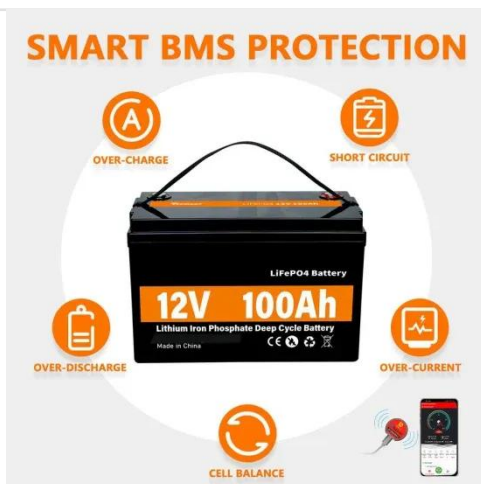 SMART BMS PROTECTION
OVER-CHARGE
SHORT CIRCUIT
LiFePO4 Battery
12V 100Ah
Lithium Iron Phosphate Deep Cycle Battery
Made in China
CE
OVER-DISCHARGE
OVER-CURRENT
CELL BALANCE